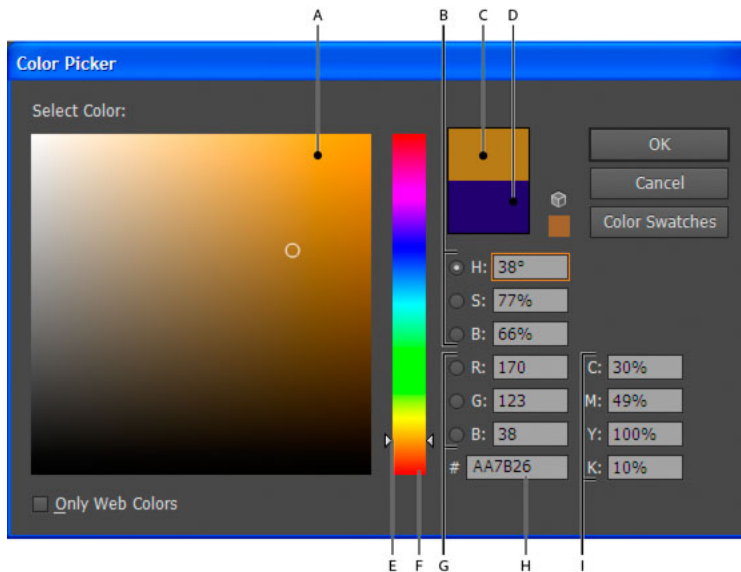 A B C D
Color Picker
Select Color:
OK
Cancel
Color Swatches
H: 38°
S: 77%
B: 66%
R: 170 C: 30%
G: 123 M: 49%
B: 38 Y: 100%
# AA7B26 K: 10%
Only Web Colors
E F G H I